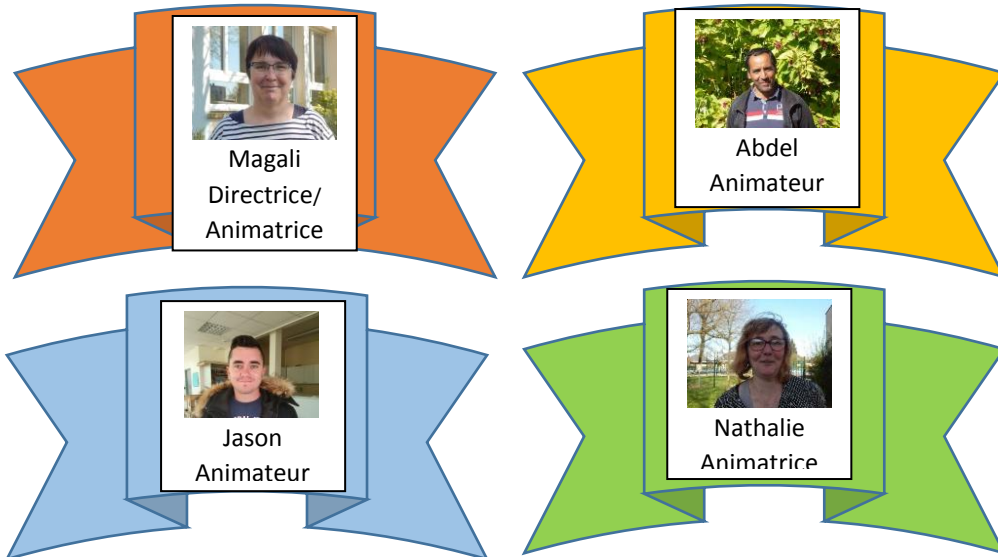 Magali
Directrice/
Animatrice
Abdel
Animateur
Jason
Animateur
Nathalie
Animatrice